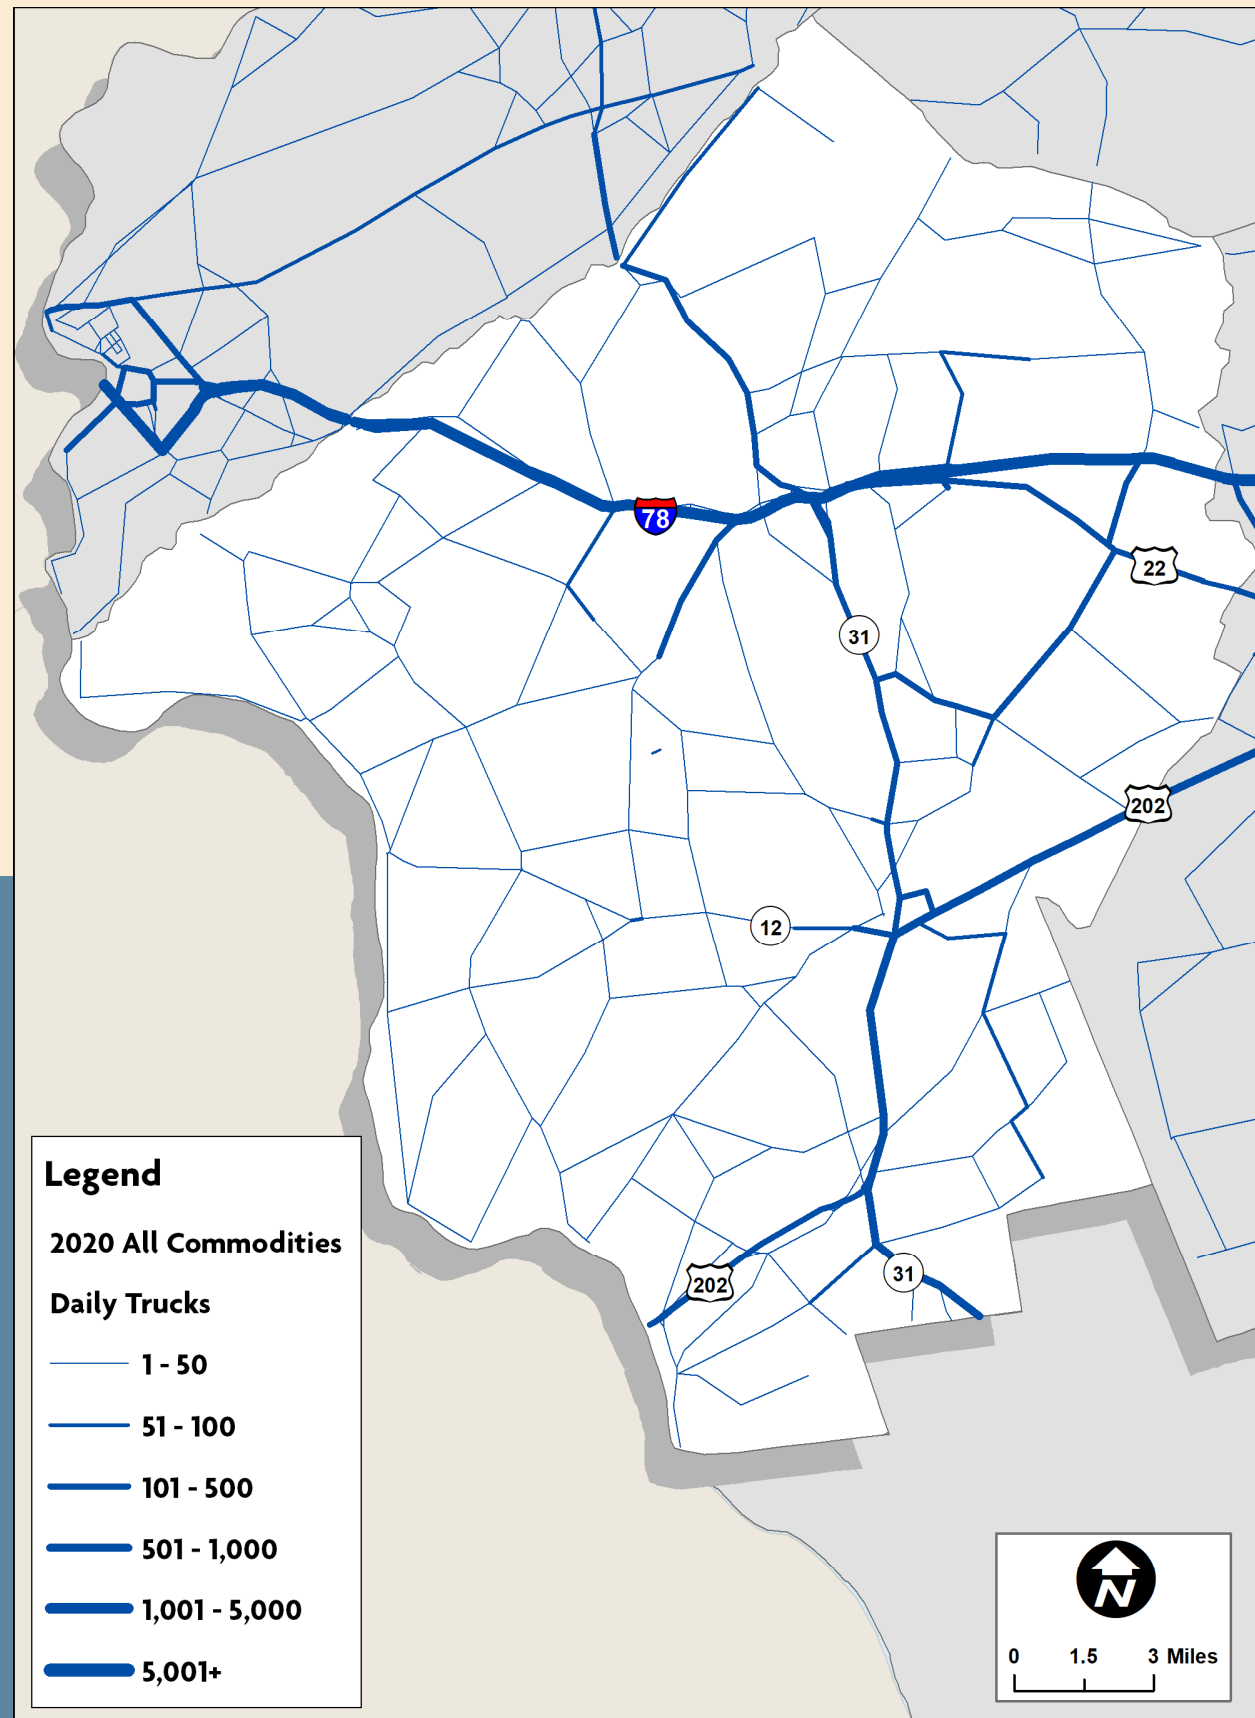 78
22
31
202
12
202
31
Legend
2020 All Commodities
Daily Trucks
1 - 50
51 - 100
101 - 500
501 - 1,000
1,001 - 5,000
5,001+
N
0 1.5 3 Miles